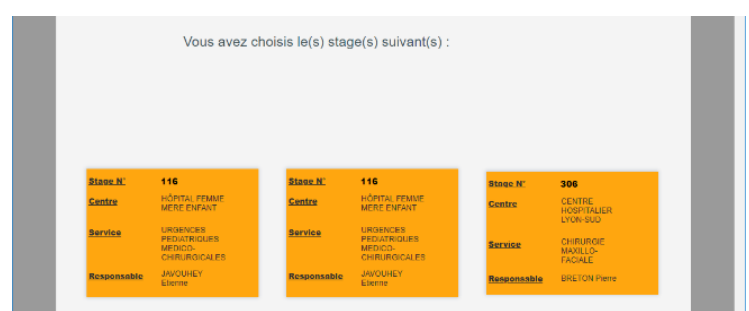 Vous avez choisis le(s) stage(s) suivant(s) :
Stage N° 116
Centre HÔPITAL FEMME
MERE ENFANT
Service URGENCES
PEDIATRIQUES
MEDICO-
CHIRURGICALES
Responsable JAVOUHEY
Etienne
Stage N° 116
Centre HÔPITAL FEMME
MERE ENFANT
Service URGENCES
PEDIATRIQUES
MEDICO-
CHIRURGICALES
Responsable JAVOUHEY
Etienne
Stage N° 306
Centre CENTRE
HOSPITALIER
LYON-SUD
Service CHIRURGIE
MAXILLO-
FACIALE
Responsable BRETON Pierre